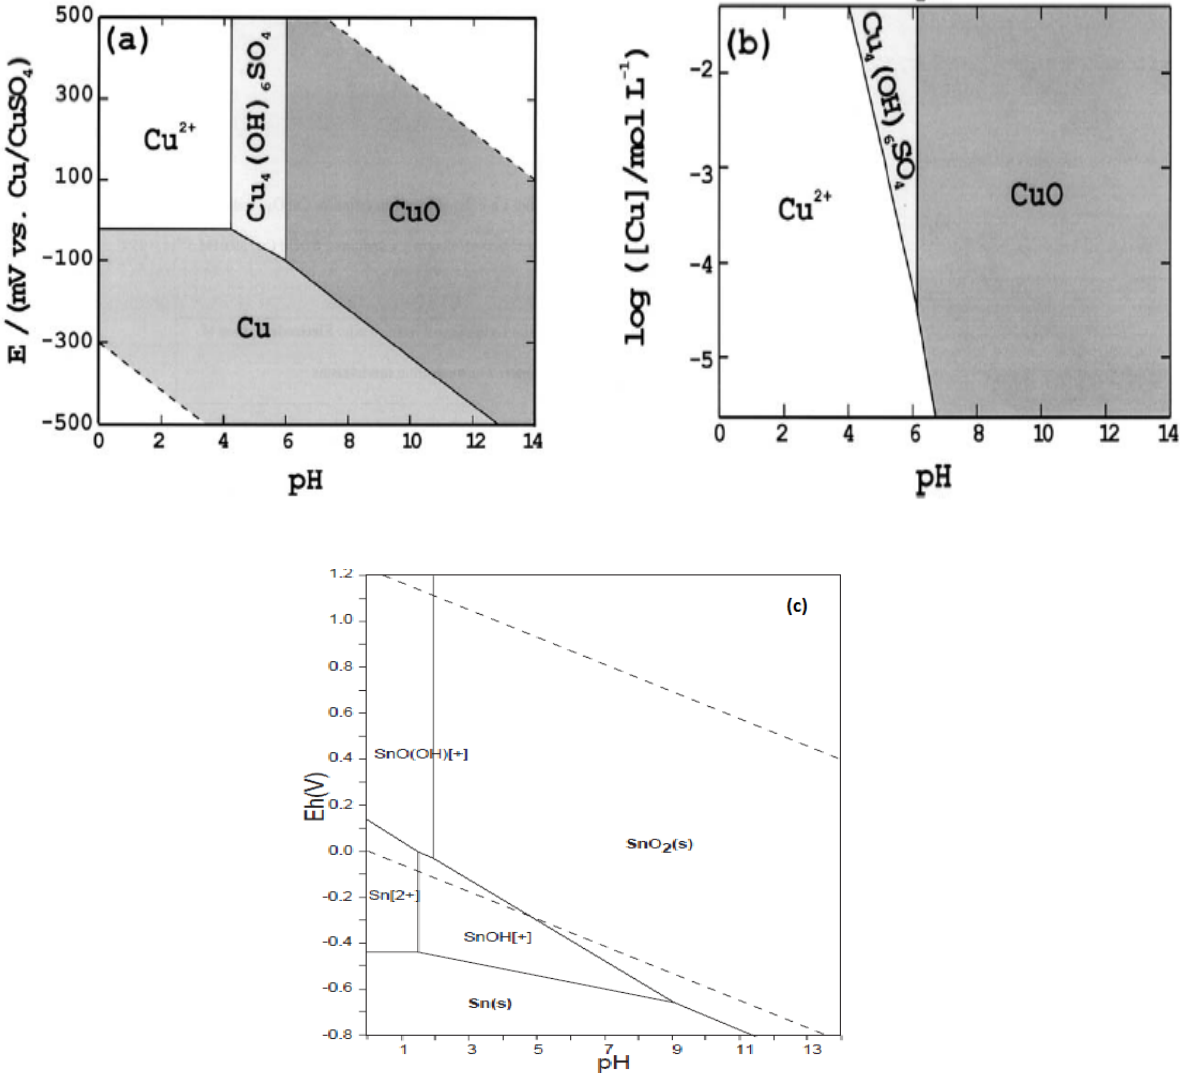 (a)
E / (mV vs. Cu/CuSO₄)
500
300
100
-100
-300
-500
Cu²⁺
Cu₄(OH)₆SO₄
CuO
Cu
0 2 4 6 8 10 12 14
pH
(b)
log ([Cu]/mol L⁻¹)
-2
-3
-4
-5
Cu²⁺
Cu₄(OH)₆SO₄
CuO
0 2 4 6 8 10 12 14
pH
(c)
Eh(V)
1.2
1.0
0.8
0.6
0.4
0.2
0.0
-0.2
-0.4
-0.6
-0.8
SnO(OH)[+]
SnO₂(s)
Sn[2+]
SnOH[+]
Sn(s)
1 3 5 7 9 11 13
pH